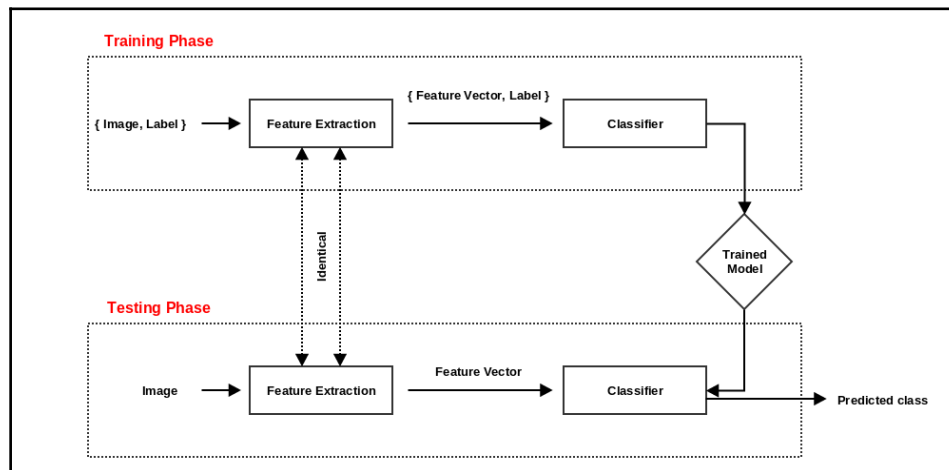 Training Phase
{ Image, Label }
Feature Extraction
{ Feature Vector, Label }
Classifier
Identical
Trained
Model
Testing Phase
Image
Feature Extraction
Feature Vector
Classifier
Predicted class